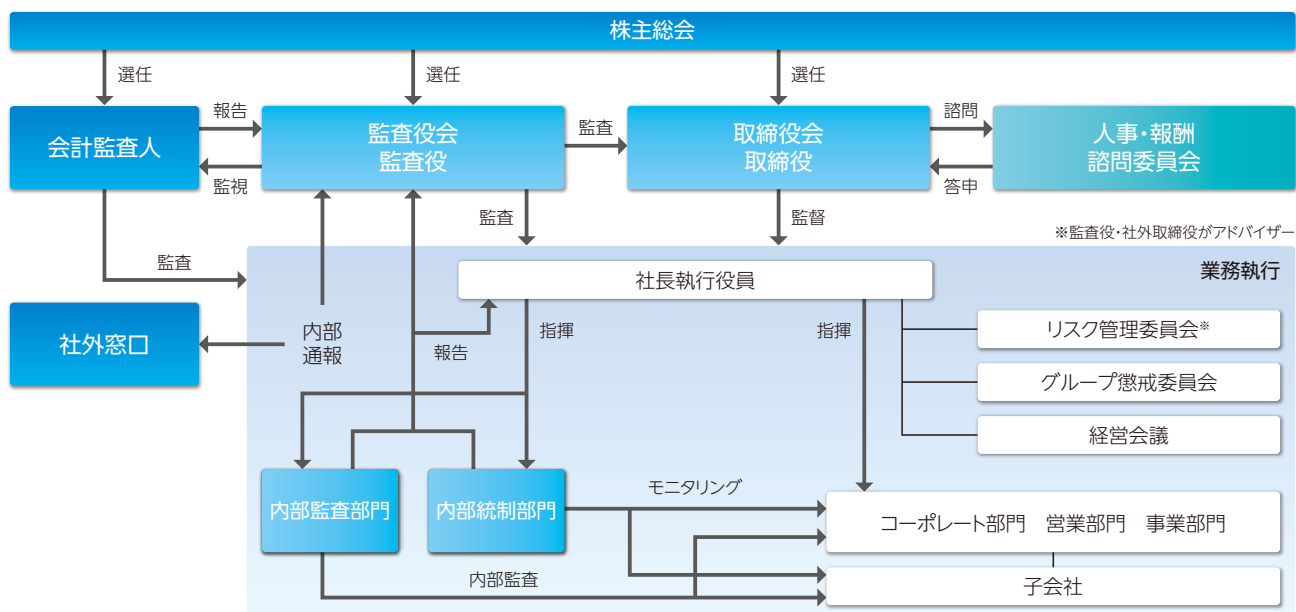 株主総会
選任
選任
選任
会計監査人
報告
監視
監査役会
監査役
監査
取締役会
取締役
諮問
答申
人事・報酬
諮問委員会
監査
監督
※監査役・社外取締役がアドバイザー
監査
業務執行
社長執行役員
社外窓口
内部
通報
報告
指揮
指揮
リスク管理委員会※
グループ懲戒委員会
経営会議
内部監査部門
内部統制部門
モニタリング
コーポレート部門 営業部門 事業部門
内部監査
子会社